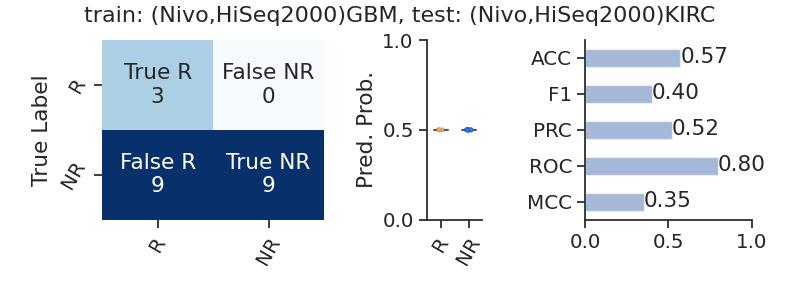 train: (Nivo,HiSeq2000)GBM, test: (Nivo,HiSeq2000)KIRC
True Label
R
NR
True R
3
False NR
0
False R
9
True NR
9
R
NR
Pred. Prob.
1.0
0.5
0.0
R
NR
ACC
0.57
F1
0.40
PRC
0.52
ROC
0.80
MCC
0.35
0.0
0.5
1.0